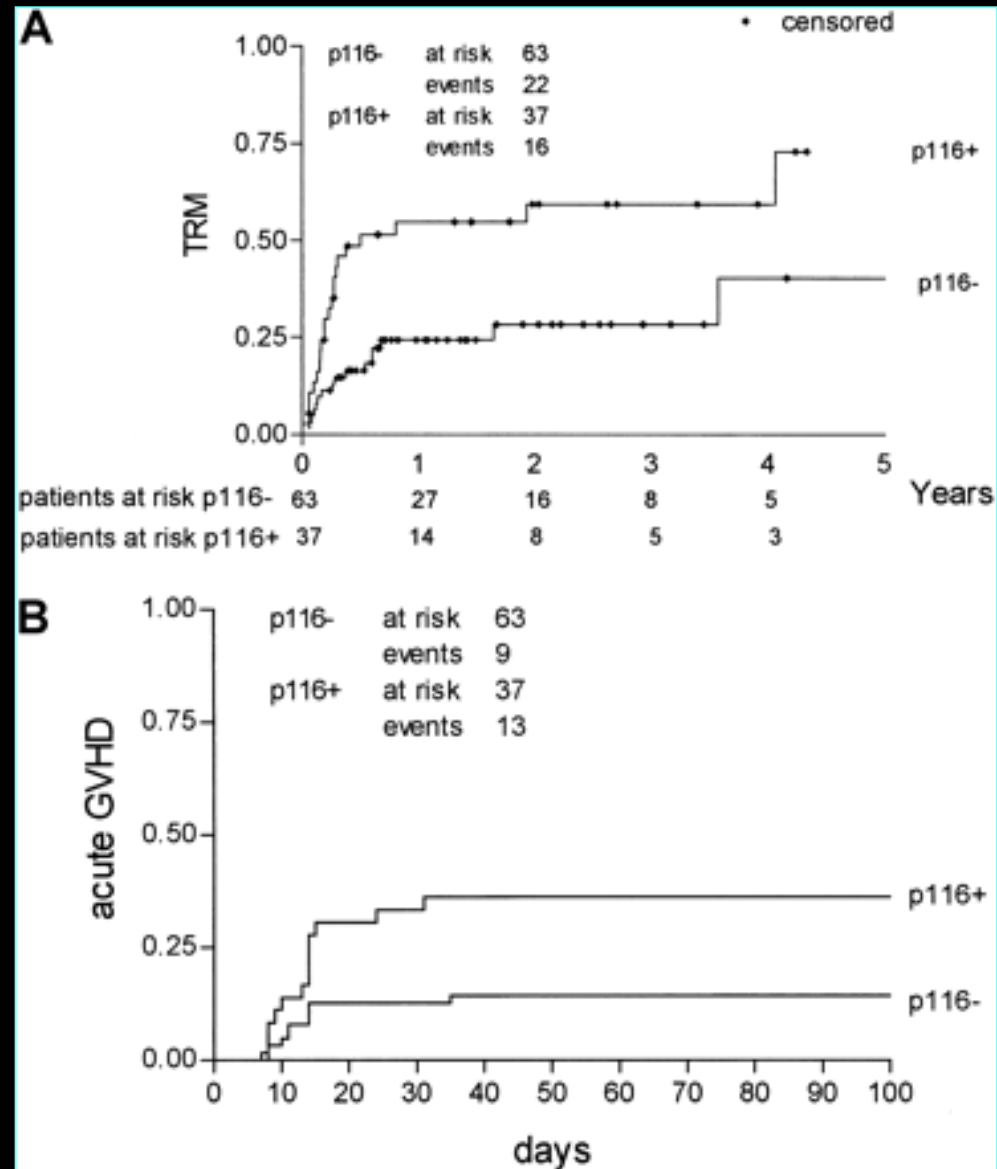 A
censored
p116- at risk 63
events 22
p116+ at risk 37
events 16
1.00
0.75
0.50
0.25
0.00
TRM
p116+
p116-
0 1 2 3 4 5
Years
patients at risk p116- 63 27 16 8 5
patients at risk p116+ 37 14 8 5 3
B
p116- at risk 63
events 9
p116+ at risk 37
events 13
1.00
0.75
0.50
0.25
0.00
acute GVHD
p116+
p116-
0 10 20 30 40 50 60 70 80 90 100
days